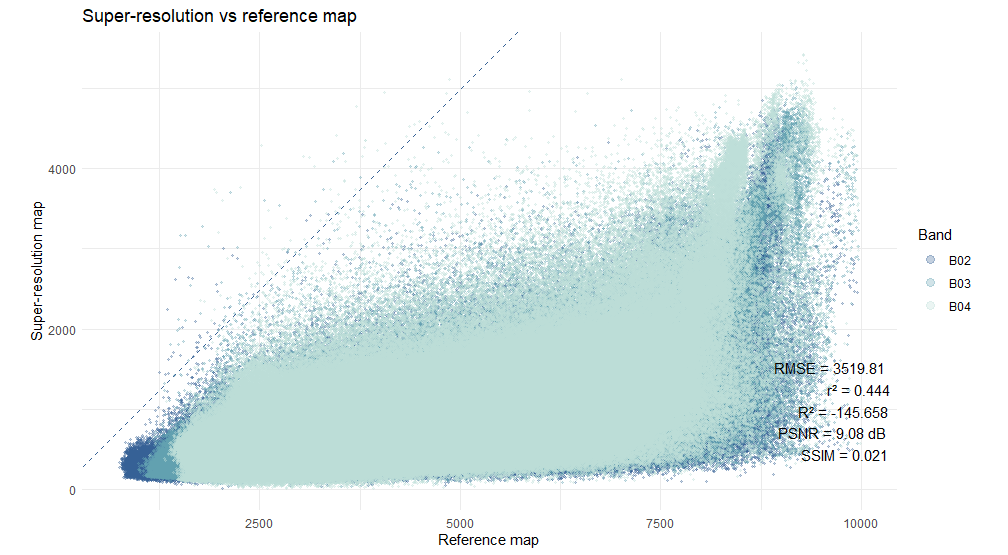 Super-resolution vs reference map
Super-resolution map
4000
2000
0
2500
5000
7500
10000
Reference map
RMSE = 3519.81
r² = 0.444
R² = -145.658
PSNR = 9.08 dB
SSIM = 0.021
Band
B02
B03
B04